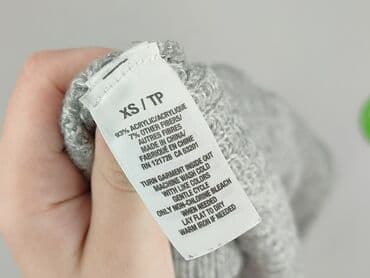 XS / TP
93% ACRYLIC/ACRYLIQUE
7% OTHER FIBERS/
AUTRES FIBRES
MADE IN CHINA/
FABRIQUÉ EN CHINE
RN 121726 CA 53201
TURN GARMENT INSIDE OUT
MACHINE WASH COLD
WITH LIKE COLORS
GENTLE CYCLE
ONLY NON-CHLORINE BLEACH
WHEN NEEDED
LAY FLAT TO DRY
WARM IRON IF NEEDED